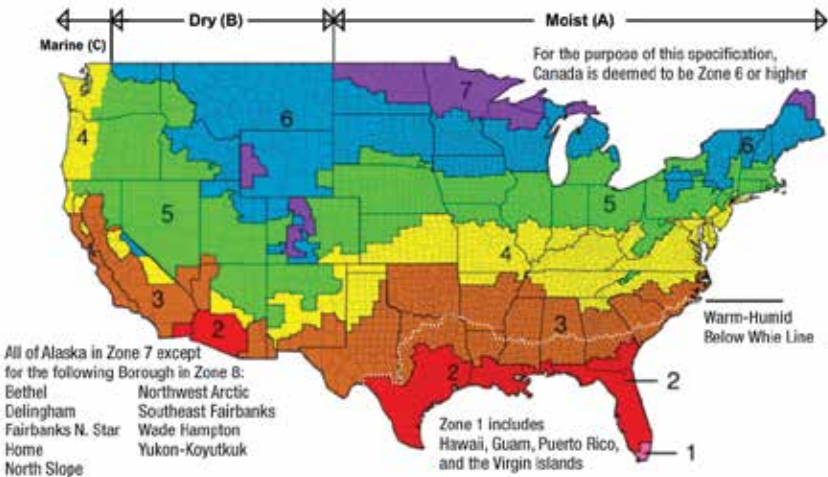 Dry (B)
Moist (A)
Marine (C)
For the purpose of this specification,
Canada is deemed to be Zone 6 or higher
7
6
6
4
5
5
4
3
3
Warm-Humid
Below Whie Line
2
2
2
All of Alaska in Zone 7 except
for the following Borough in Zone 8:
Bethel
Northwest Arctic
Delingham
Southeast Fairbanks
Fairbanks N. Star
Wade Hampton
Home
Yukon-Koyutkuk
North Slope
Zone 1 includes
Hawaii, Guam, Puerto Rico,
and the Virgin Islands
1